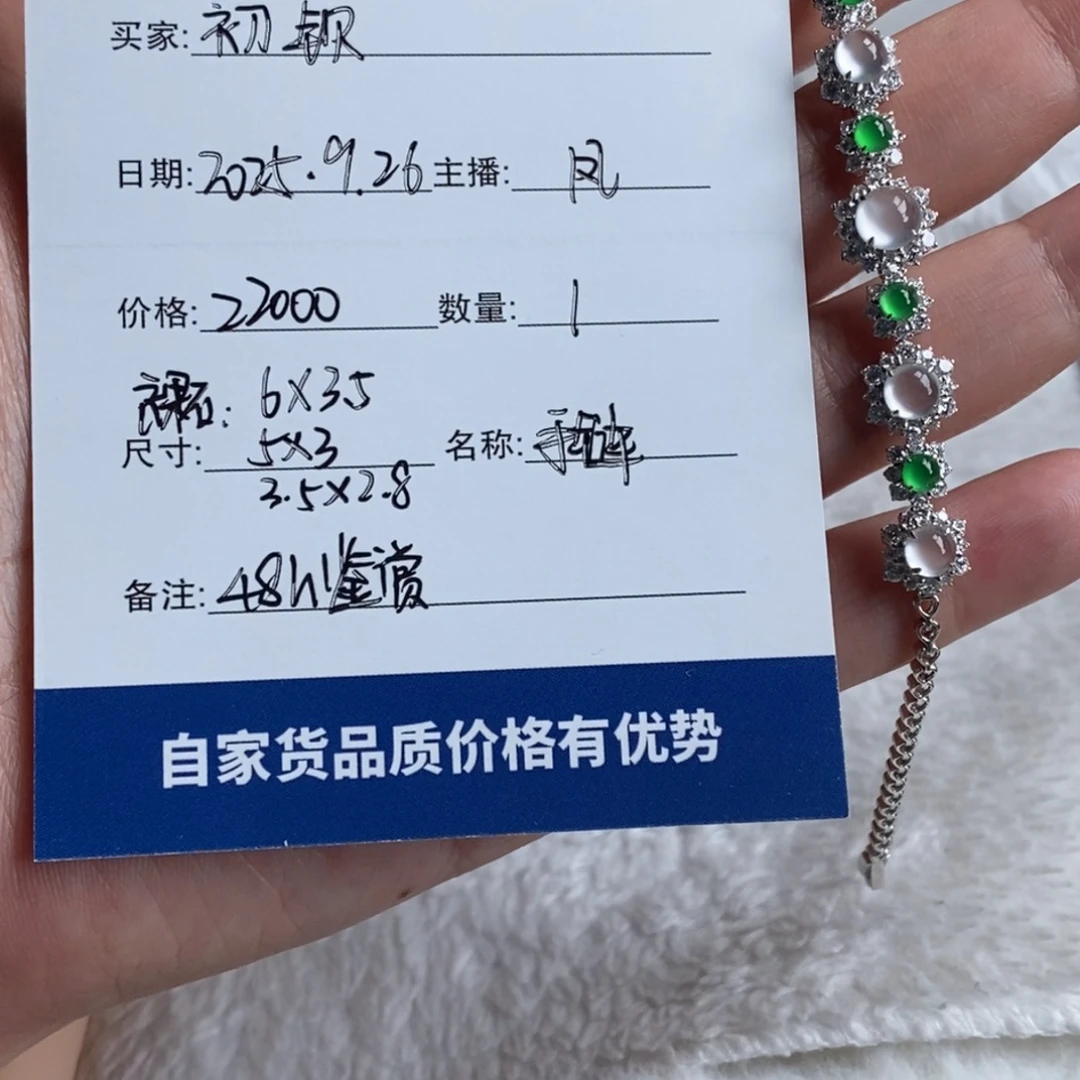 买家: 初靓
日期: 2025.9.26 主播: 凤
价格: 22000 数量: 1
裸石: 6X3.5
尺寸: 5X3 名称: 手链
3.5X2.8
备注: 48h鉴赏
自家货品质价格有优势